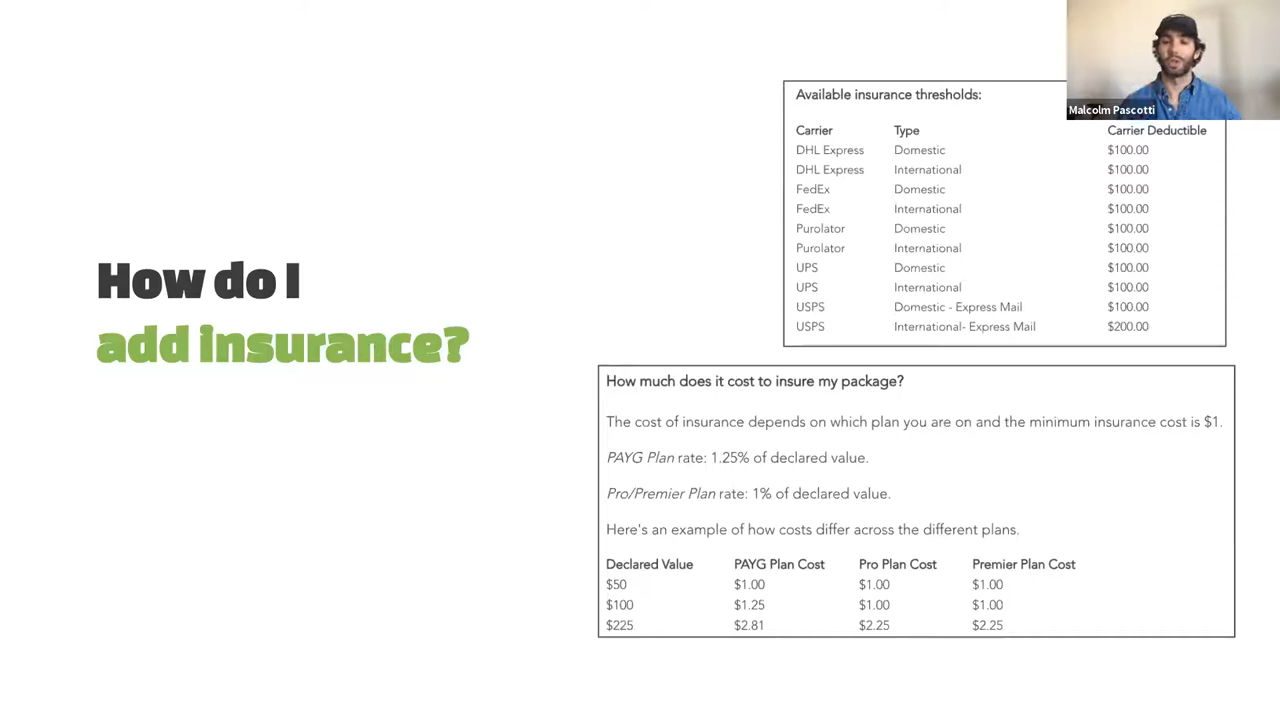 Malcolm Pascotti
How do I
add insurance?
Available insurance thresholds:
Carrier Type Carrier Deductible
DHL Express Domestic $100.00
DHL Express International $100.00
FedEx Domestic $100.00
FedEx International $100.00
Purolator Domestic $100.00
Purolator International $100.00
UPS Domestic $100.00
UPS International $100.00
USPS Domestic - Express Mail $100.00
USPS International- Express Mail $200.00
How much does it cost to insure my package?
The cost of insurance depends on which plan you are on and the minimum insurance cost is $1.
PAYG Plan rate: 1.25% of declared value.
Pro/Premier Plan rate: 1% of declared value.
Here's an example of how costs differ across the different plans.
Declared Value PAYG Plan Cost Pro Plan Cost Premier Plan Cost
$50 $1.00 $1.00 $1.00
$100 $1.25 $1.00 $1.00
$225 $2.81 $2.25 $2.25